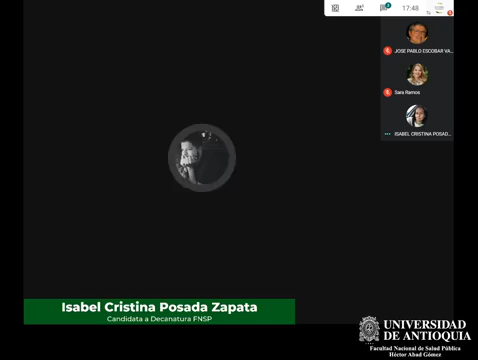 17:48
JOSE PABLO ESCOBAR VA...
Sara Ramos
ISABEL CRISTINA POSAD...
Isabel Cristina Posada Zapata
Candidata a Decanatura FNSP
UNIVERSIDAD
DE ANTIOQUIA
Facultad Nacional de Salud Pública
Héctor Abad Gómez